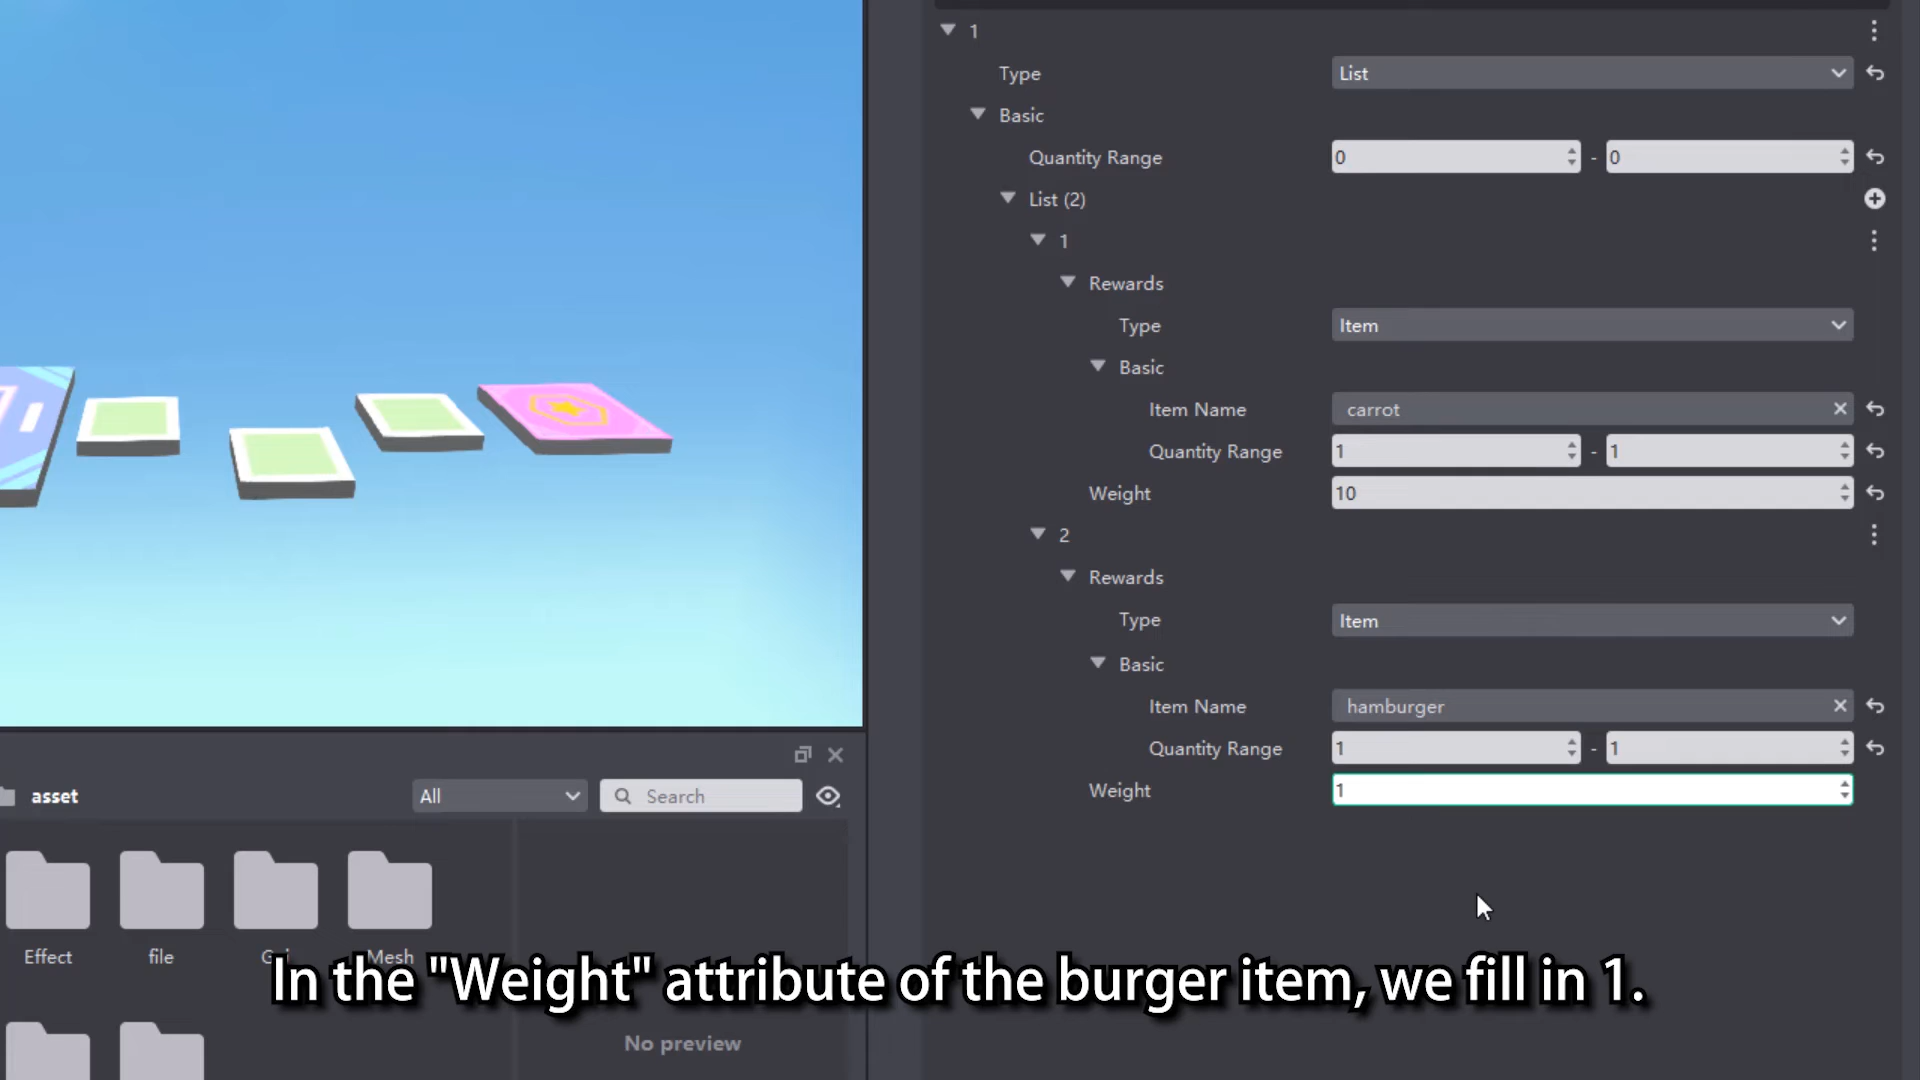 1
Type List
Basic
Quantity Range 0 - 0
List (2)
1
Rewards
Type Item
Basic
Item Name carrot
Quantity Range 1 - 1
Weight 10
2
Rewards
Type Item
Basic
Item Name hamburger
Quantity Range 1 - 1
Weight 1
asset All Search
Effect file Mesh
In the "Weight" attribute of the burger item, we fill in 1.
No preview